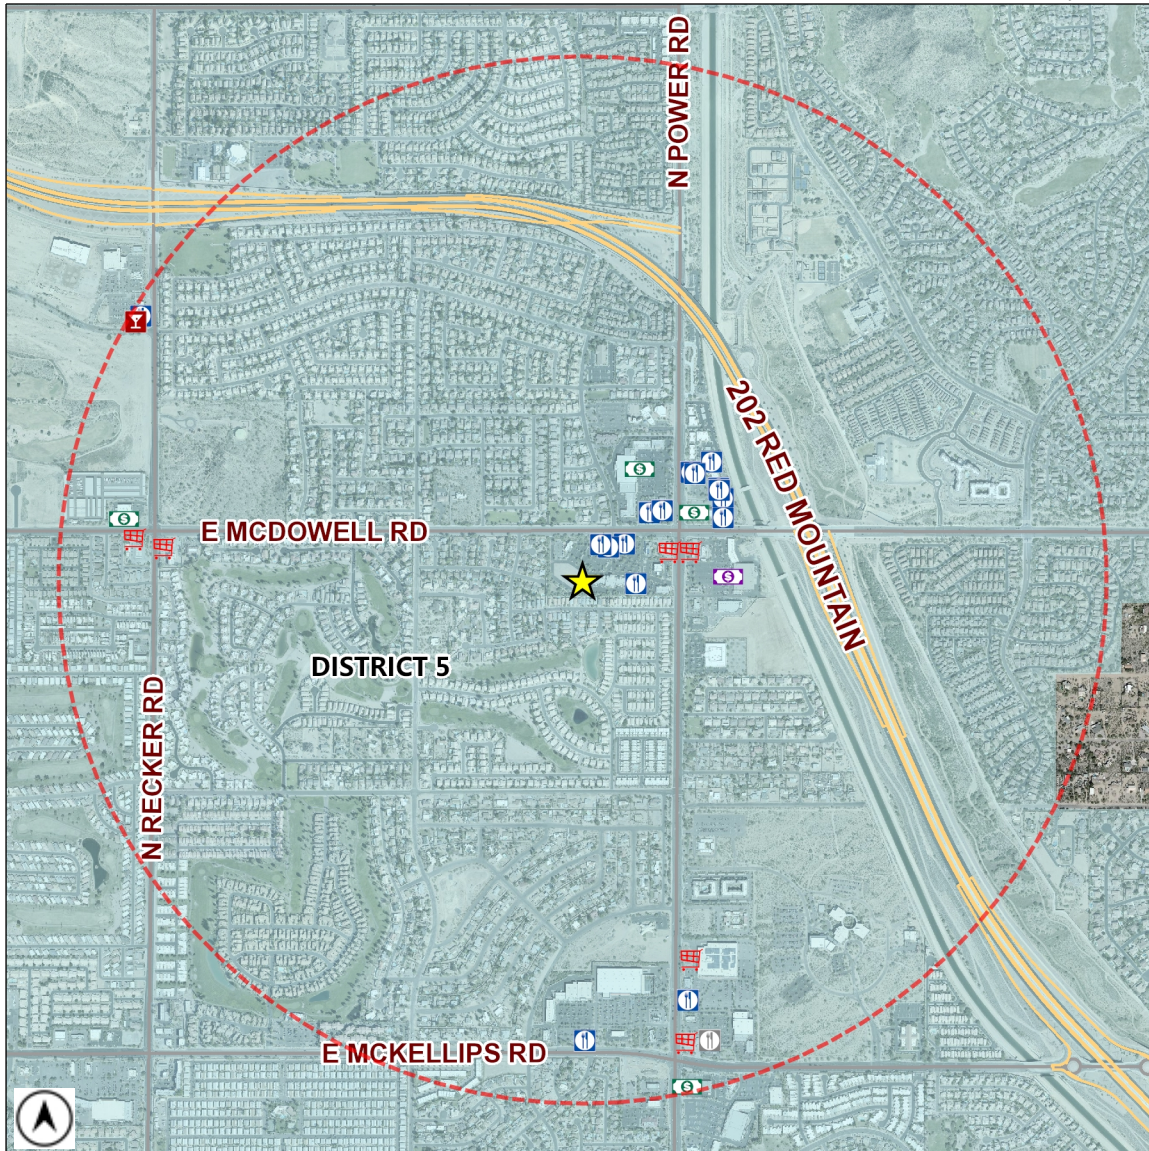 N POWER RD
202 RED MOUNTAIN
E MCDOWELL RD
DISTRICT 5
N RECKER RD
E MCKELLIPS RD